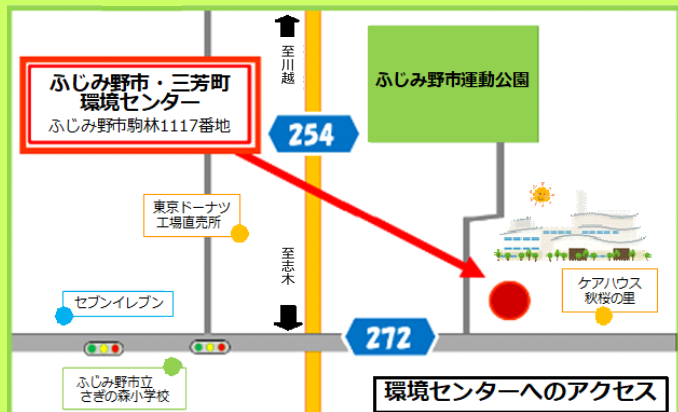 至川越
ふじみ野市・三芳町
環境センター
ふじみ野市駒林1117番地
ふじみ野市運動公園
254
東京ドーナツ
工場直売所
至志木
ケアハウス
秋桜の里
セブンイレブン
272
ふじみ野市立
さぎの森小学校
環境センターへのアクセス